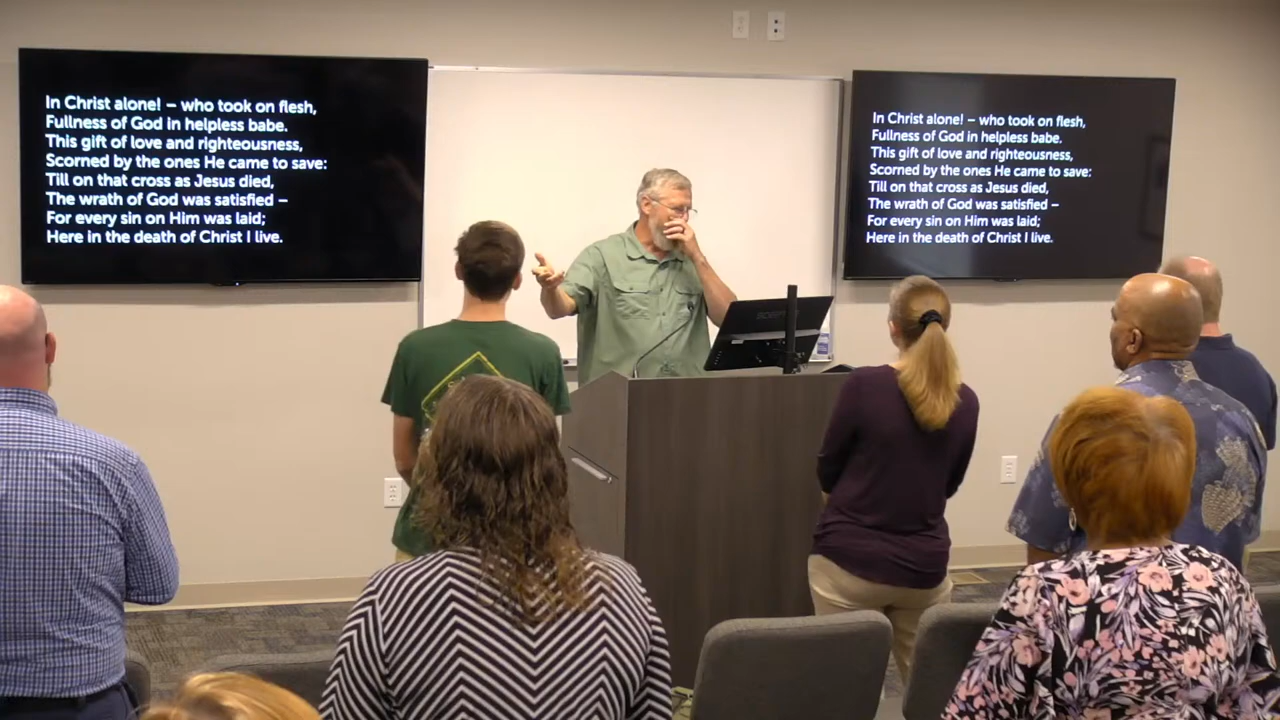 In Christ alone! – who took on flesh,
Fullness of God in helpless babe.
This gift of love and righteousness,
Scorned by the ones He came to save:
Till on that cross as Jesus died,
The wrath of God was satisfied –
For every sin on Him was laid;
Here in the death of Christ I live.
In Christ alone! – who took on flesh,
Fullness of God in helpless babe.
This gift of love and righteousness,
Scorned by the ones He came to save:
Till on that cross as Jesus died,
The wrath of God was satisfied –
For every sin on Him was laid;
Here in the death of Christ I live.